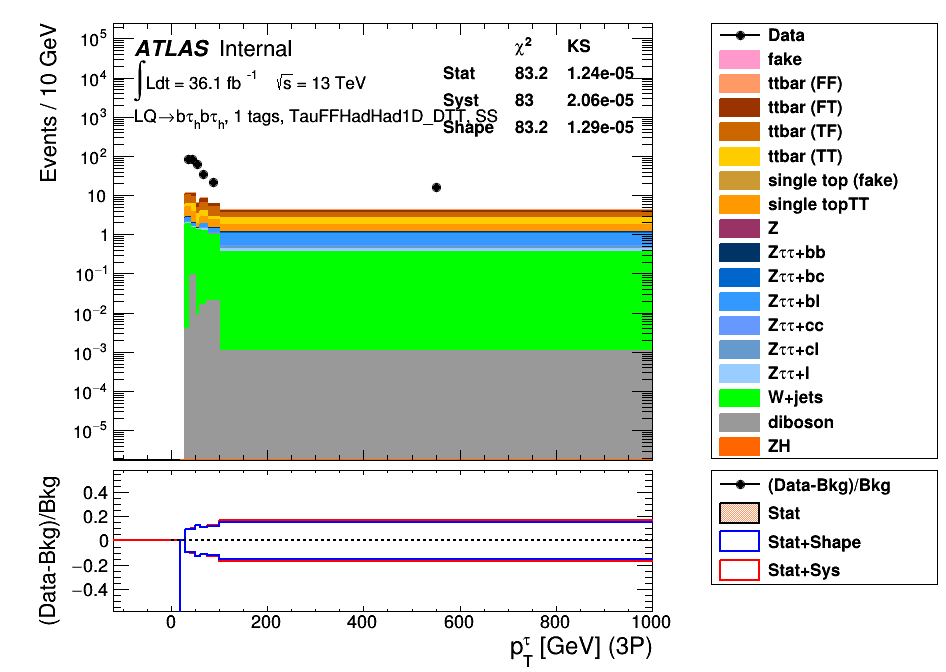 ATLAS Internal
∫Ldt = 36.1 fb⁻¹ √s = 13 TeV
LQ→bτ_hbτ_h, 1 tags, TauFFHadHad1D_DTT, SS
χ² KS
Stat 83.2 1.24e-05
Syst 83 2.06e-05
Shape 83.2 1.29e-05
Events / 10 GeV
10⁵
10⁴
10³
10²
10
1
10⁻¹
10⁻²
10⁻³
10⁻⁴
10⁻⁵
Data
fake
ttbar (FF)
ttbar (FT)
ttbar (TF)
ttbar (TT)
single top (fake)
single topTT
Z
Zττ+bb
Zττ+bc
Zττ+bl
Zττ+cc
Zττ+cl
Zττ+l
W+jets
diboson
ZH
(Data-Bkg)/Bkg
0.4
0.2
0
−0.2
−0.4
0 200 400 600 800 1000
p_T^τ [GeV] (3P)
(Data-Bkg)/Bkg
Stat
Stat+Shape
Stat+Sys